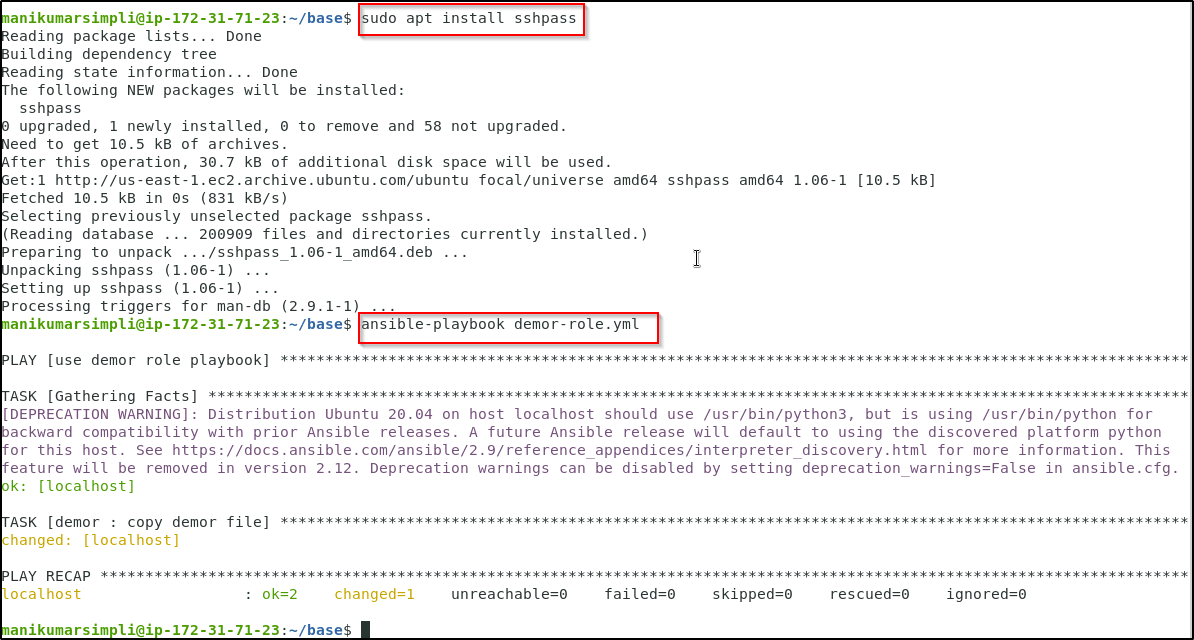 manikumarsimpli@ip-172-31-71-23:~/base$ sudo apt install sshpass
Reading package lists... Done
Building dependency tree
Reading state information... Done
The following NEW packages will be installed:
  sshpass
0 upgraded, 1 newly installed, 0 to remove and 58 not upgraded.
Need to get 10.5 kB of archives.
After this operation, 30.7 kB of additional disk space will be used.
Get:1 http://us-east-1.ec2.archive.ubuntu.com/ubuntu focal/universe amd64 sshpass amd64 1.06-1 [10.5 kB]
Fetched 10.5 kB in 0s (831 kB/s)
Selecting previously unselected package sshpass.
(Reading database ... 200909 files and directories currently installed.)
Preparing to unpack .../sshpass_1.06-1_amd64.deb ...
Unpacking sshpass (1.06-1) ...
Setting up sshpass (1.06-1) ...
Processing triggers for man-db (2.9.1-1) ...
manikumarsimpli@ip-172-31-71-23:~/base$ ansible-playbook demor-role.yml
PLAY [use demor role playbook] *****************************************************************************************************
TASK [Gathering Facts] *************************************************************************************************************
[DEPRECATION WARNING]: Distribution Ubuntu 20.04 on host localhost should use /usr/bin/python3, but is using /usr/bin/python for
backward compatibility with prior Ansible releases. A future Ansible release will default to using the discovered platform python
for this host. See https://docs.ansible.com/ansible/2.9/reference_appendices/interpreter_discovery.html for more information. This
feature will be removed in version 2.12. Deprecation warnings can be disabled by setting deprecation_warnings=False in ansible.cfg.
ok: [localhost]
TASK [demor : copy demor file] *****************************************************************************************************
changed: [localhost]
PLAY RECAP *************************************************************************************************************************
localhost                  : ok=2    changed=1    unreachable=0    failed=0    skipped=0    rescued=0    ignored=0
manikumarsimpli@ip-172-31-71-23:~/base$